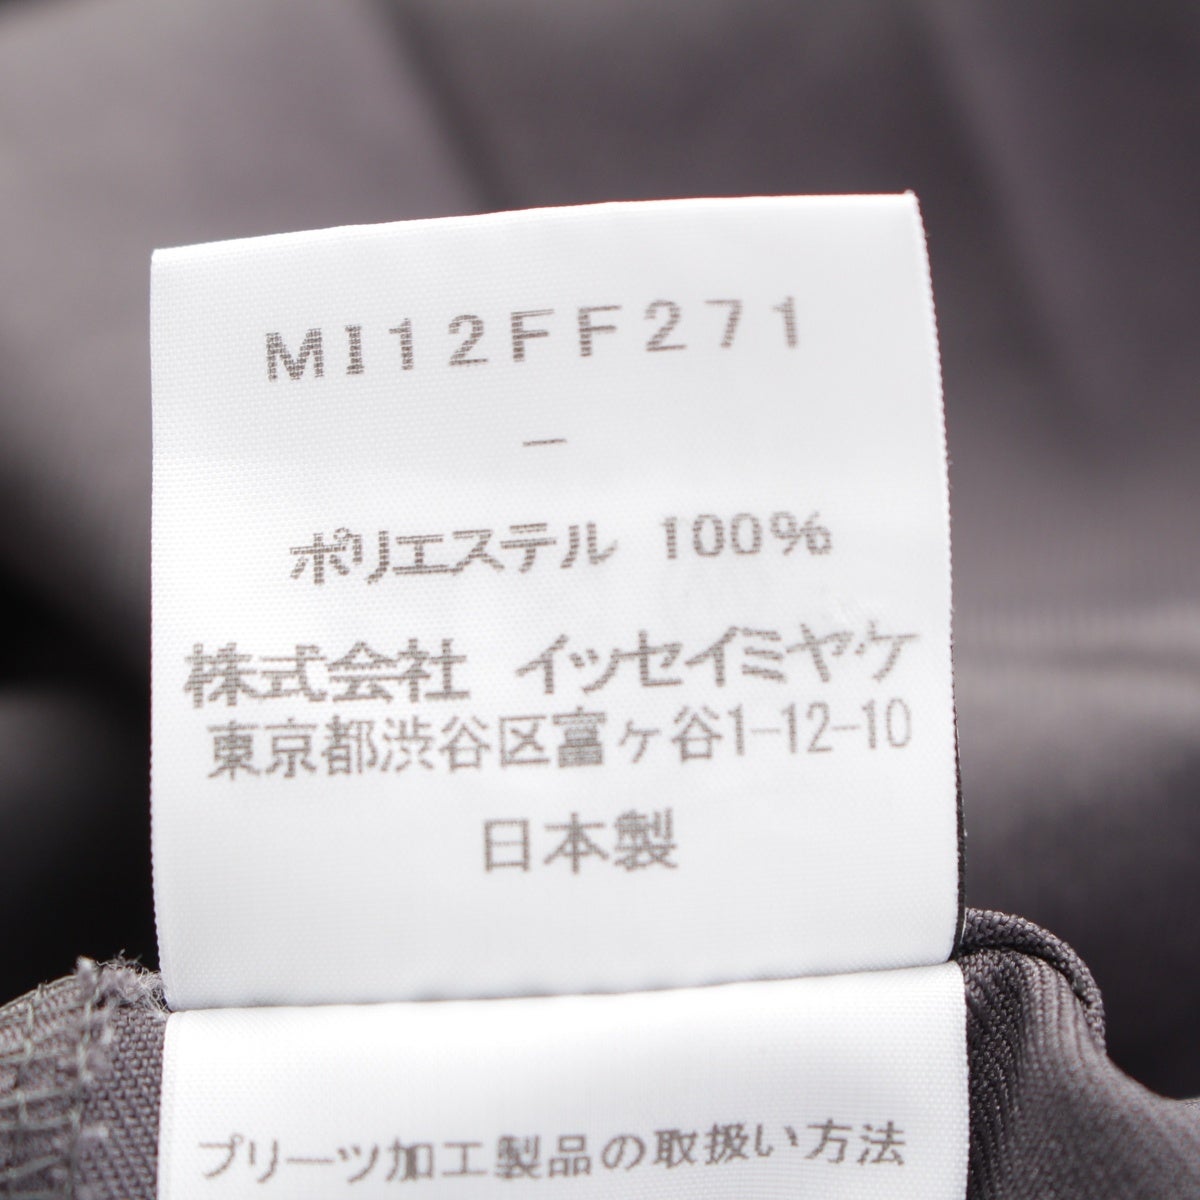 MI12FF271
−
ポリエステル 100%
株式会社 イッセイミヤケ
東京都渋谷区富ヶ谷1-12-10
日本製
プリーツ加工製品の取扱い方法